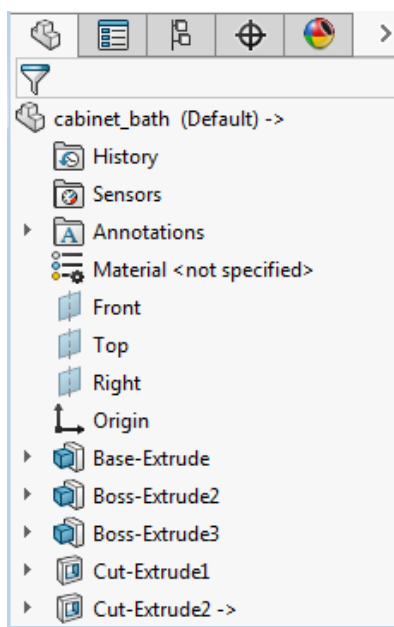 cabinet_bath (Default) ->
History
Sensors
Annotations
Material <not specified>
Front
Top
Right
Origin
Base-Extrude
Boss-Extrude2
Boss-Extrude3
Cut-Extrude1
Cut-Extrude2 ->